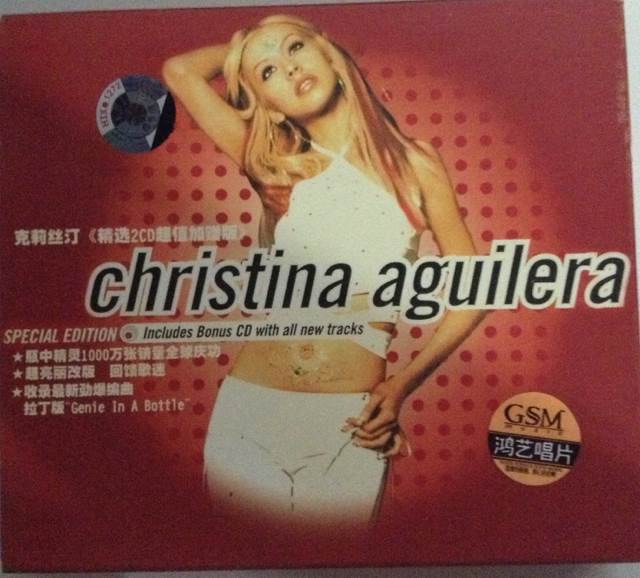 克莉丝汀《精选2CD超值加赠版》
christina aguilera
SPECIAL EDITION Includes Bonus CD with all new tracks
★瓶中精灵1000万张销量全球庆功
★超亮丽改版 回馈歌迷
★收录最新劲爆编曲
拉丁版"Genie In A Bottle"
GSM
MUSIC
鸿艺唱片